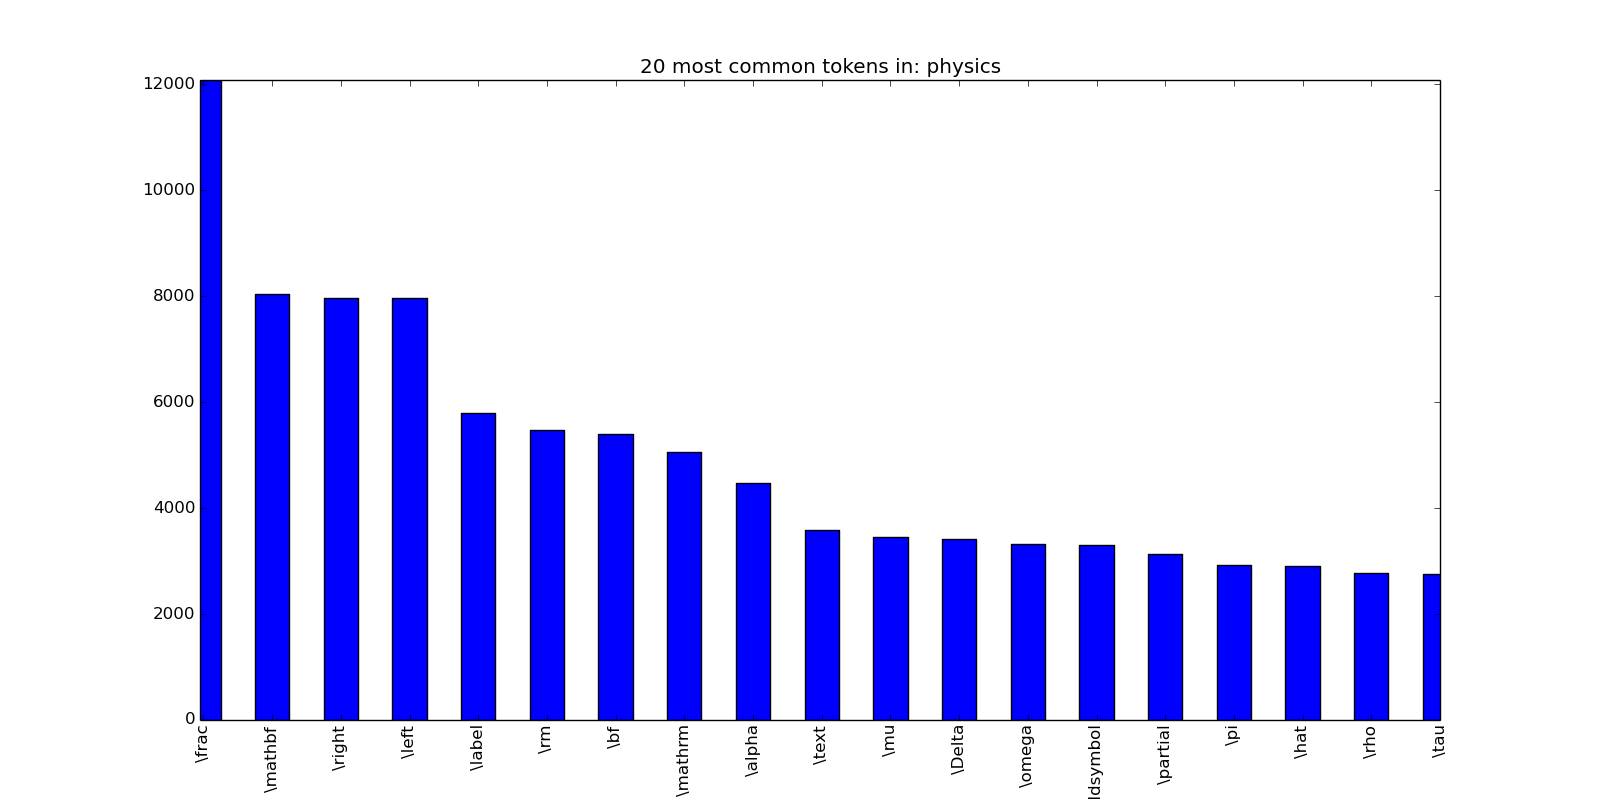 20 most common tokens in: physics
12000
10000
8000
6000
4000
2000
0
\frac
\mathbf
\right
\left
\label
\rm
\bf
\mathrm
\alpha
\text
\mu
\Delta
\omega
ldsymbol
\partial
\pi
\hat
\rho
\tau